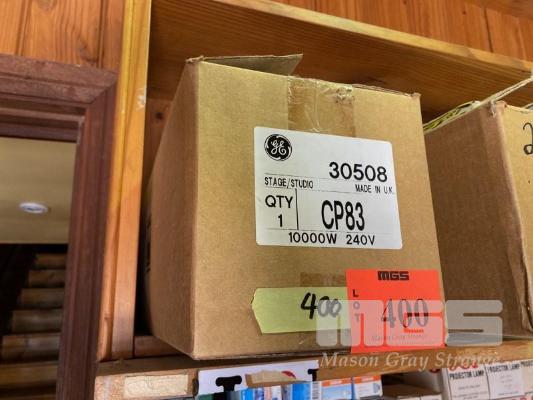 GE
30508
STAGE/STUDIO MADE IN U.K.
QTY 1 CP83
10000W 240V
400
MGS
LOT 400
MGS
Mason Gray Strange
PROJECTOR LAMP
PROJECTOR LAMP